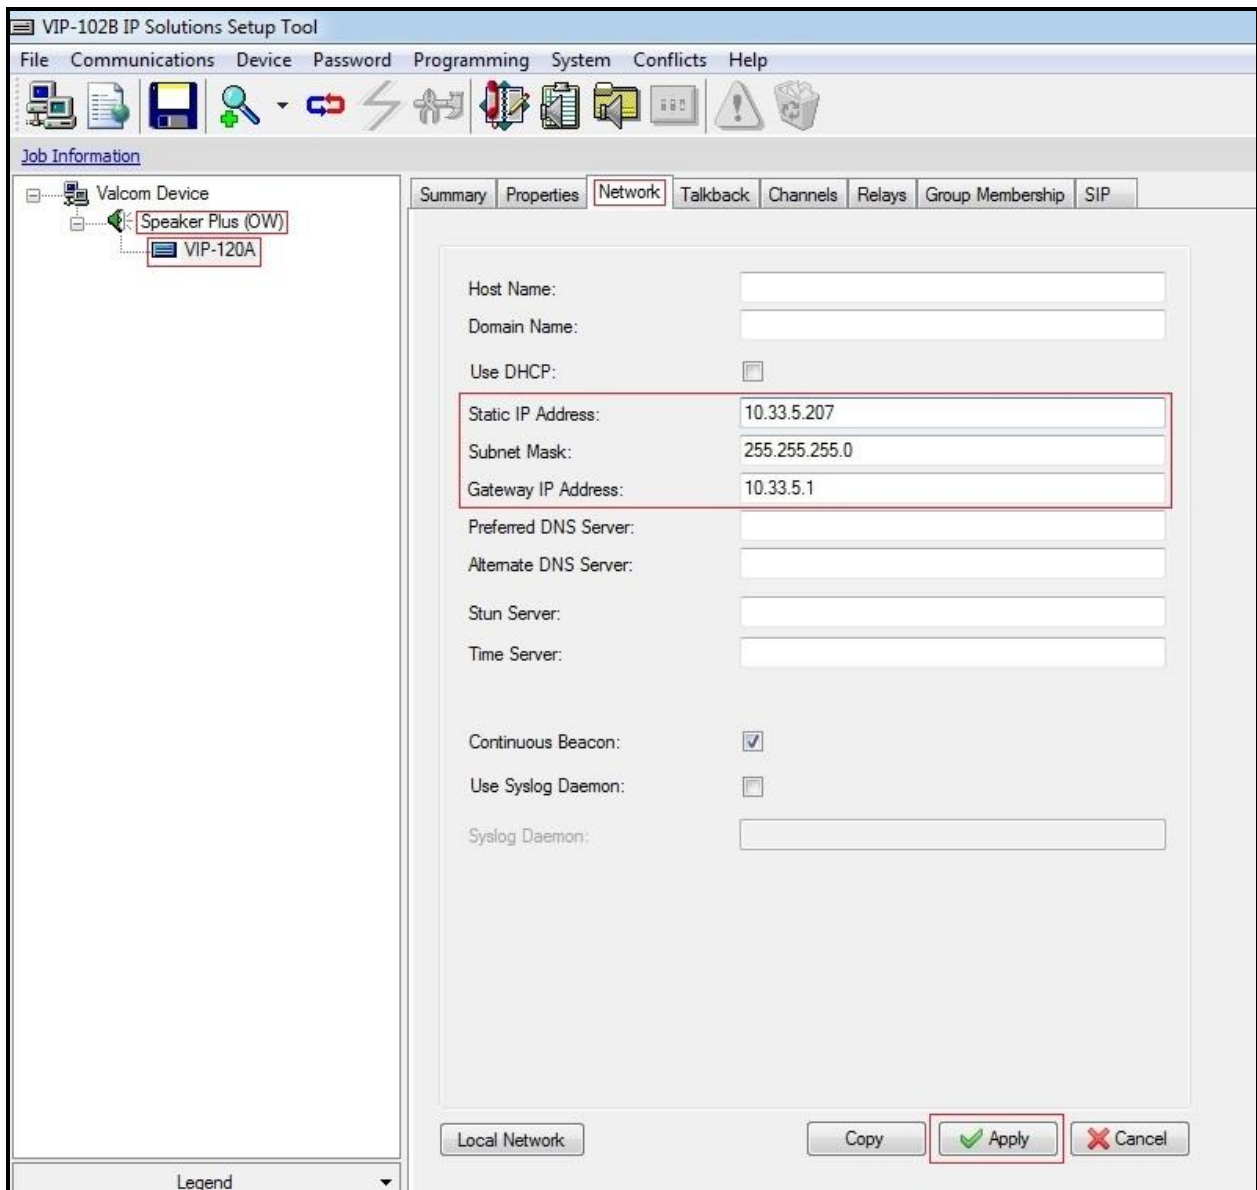 VIP-102B IP Solutions Setup Tool
File Communications Device Password Programming System Conflicts Help
Job Information
Valcom Device
Speaker Plus (OW)
VIP-120A
Summary Properties Network Talkback Channels Relays Group Membership SIP
Host Name:
Domain Name:
Use DHCP:
Static IP Address: 10.33.5.207
Subnet Mask: 255.255.255.0
Gateway IP Address: 10.33.5.1
Preferred DNS Server:
Alternate DNS Server:
Stun Server:
Time Server:
Continuous Beacon:
Use Syslog Daemon:
Syslog Daemon:
Local Network Copy Apply Cancel
Legend